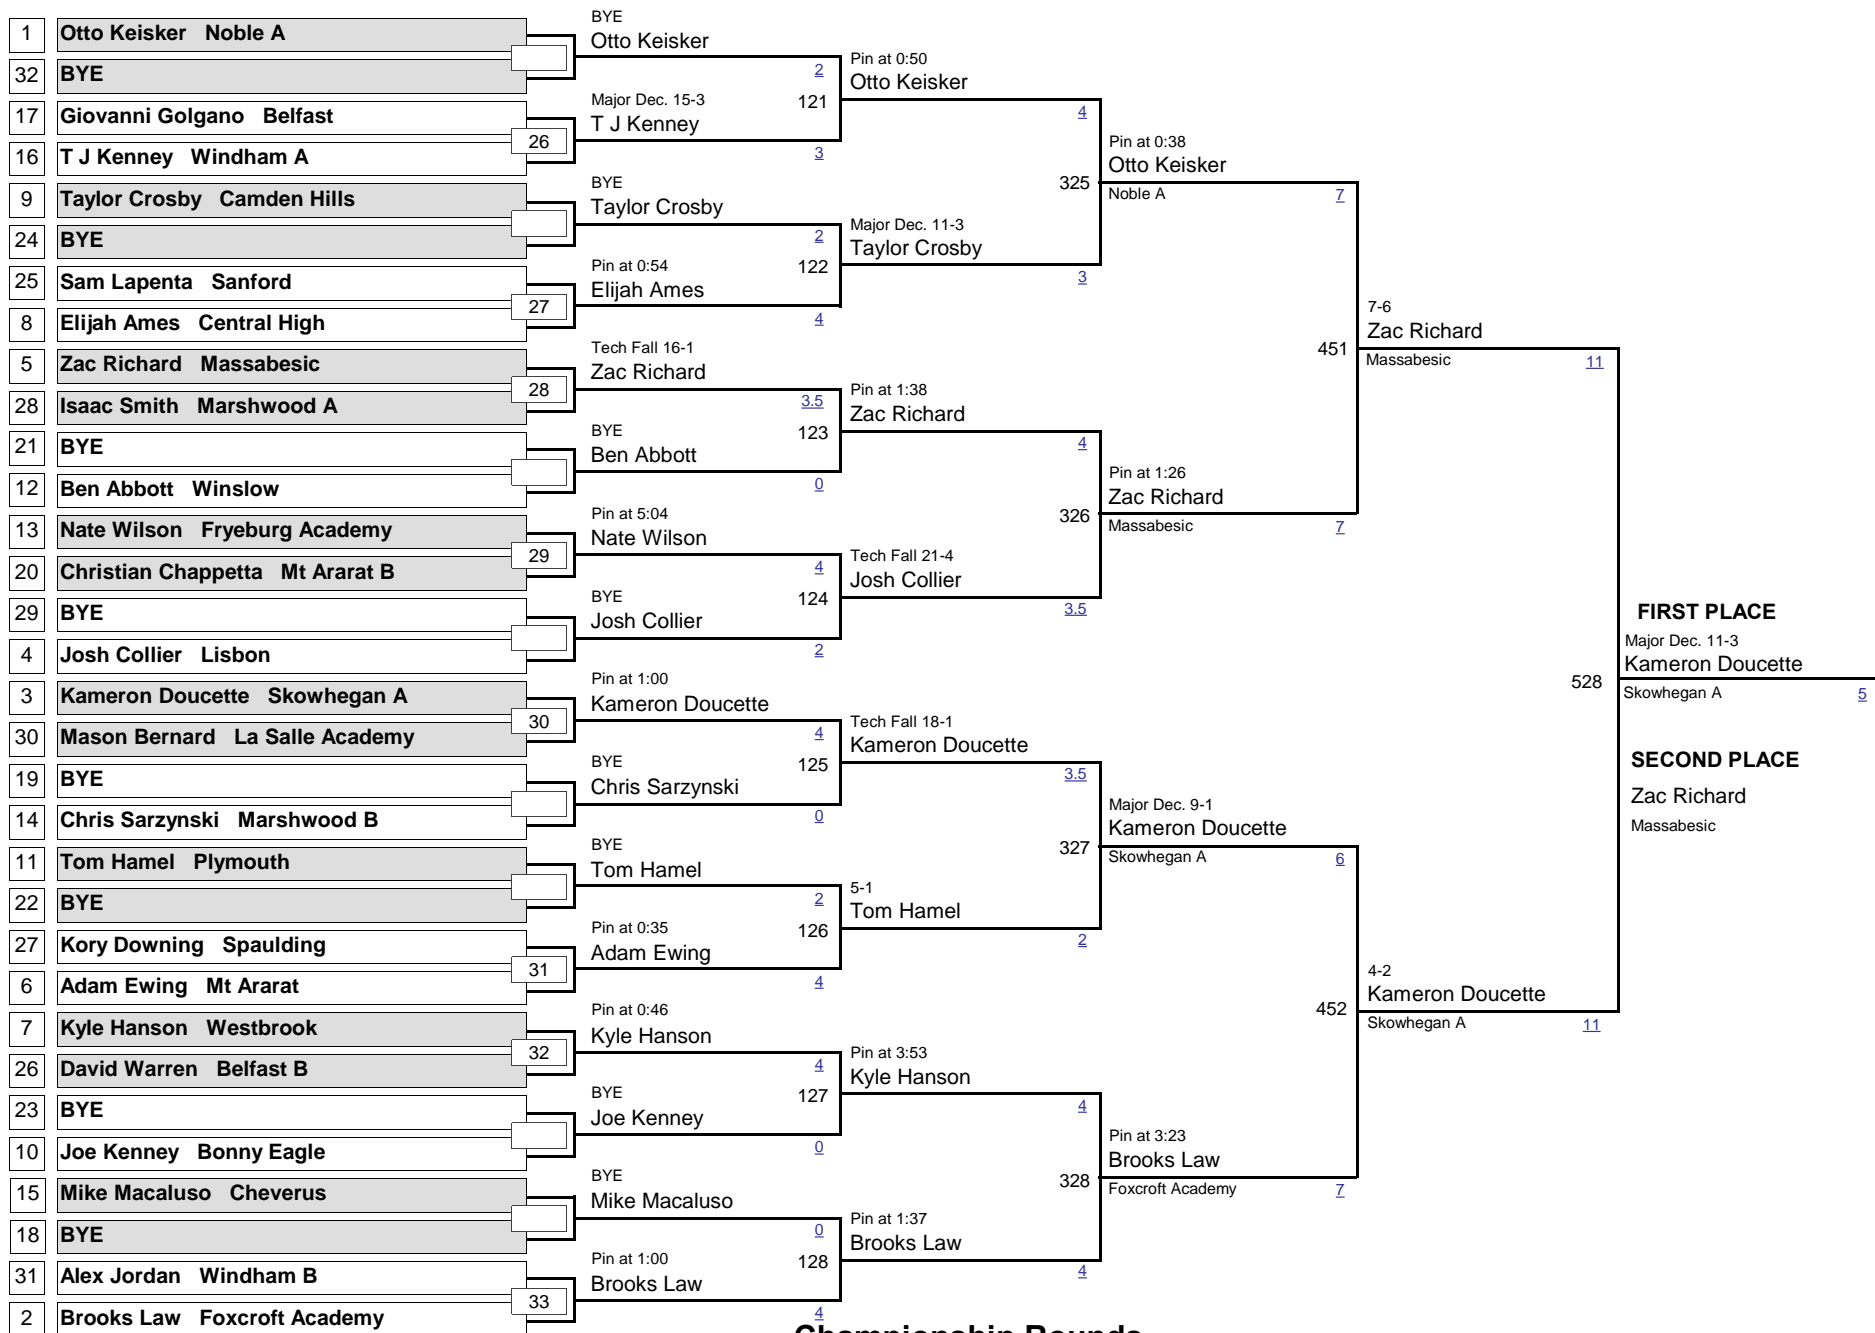 1 Otto Keisker Noble A
32 BYE
17 Giovanni Golgano Belfast
26
16 T J Kenney Windham A
9 Taylor Crosby Camden Hills
24 BYE
25 Sam Lapenta Sanford
27
8 Elijah Ames Central High
5 Zac Richard Massabesic
28
28 Isaac Smith Marshwood A
21 BYE
12 Ben Abbott Winslow
13 Nate Wilson Fryeburg Academy
29
20 Christian Chappetta Mt Ararat B
29 BYE
4 Josh Collier Lisbon
3 Kameron Doucette Skowhegan A
30
30 Mason Bernard La Salle Academy
19 BYE
14 Chris Sarzynski Marshwood B
11 Tom Hamel Plymouth
22 BYE
27 Kory Downing Spaulding
31
6 Adam Ewing Mt Ararat
7 Kyle Hanson Westbrook
32
26 David Warren Belfast B
23 BYE
10 Joe Kenney Bonny Eagle
15 Mike Macaluso Cheverus
18 BYE
31 Alex Jordan Windham B
33
2 Brooks Law Foxcroft Academy
BYE
Otto Keisker
2
Major Dec. 15-3
121
T J Kenney
3
BYE
Taylor Crosby
2
Pin at 0:54
122
Elijah Ames
4
Tech Fall 16-1
Zac Richard
3.5
BYE
123
Ben Abbott
0
Pin at 5:04
Nate Wilson
4
BYE
124
Josh Collier
2
Pin at 1:00
Kameron Doucette
4
BYE
125
Chris Sarzynski
0
BYE
Tom Hamel
2
Pin at 0:35
126
Adam Ewing
4
Pin at 0:46
Kyle Hanson
4
BYE
127
Joe Kenney
0
BYE
Mike Macaluso
0
Pin at 1:00
128
Brooks Law
4
Pin at 0:50
Otto Keisker
4
325
Major Dec. 11-3
Taylor Crosby
3
Pin at 1:38
Zac Richard
4
326
Tech Fall 21-4
Josh Collier
3.5
Tech Fall 18-1
Kameron Doucette
3.5
327
5-1
Tom Hamel
2
Pin at 3:53
Kyle Hanson
4
328
Pin at 1:37
Brooks Law
4
Pin at 0:38
Otto Keisker
Noble A
7
451
Pin at 1:26
Zac Richard
Massabesic
7
Major Dec. 9-1
Kameron Doucette
Skowhegan A
6
452
Pin at 3:23
Brooks Law
Foxcroft Academy
7
7-6
Zac Richard
Massabesic
11
528
4-2
Kameron Doucette
Skowhegan A
11
FIRST PLACE
Major Dec. 11-3
Kameron Doucette
Skowhegan A
5
SECOND PLACE
Zac Richard
Massabesic
Championship Rounds